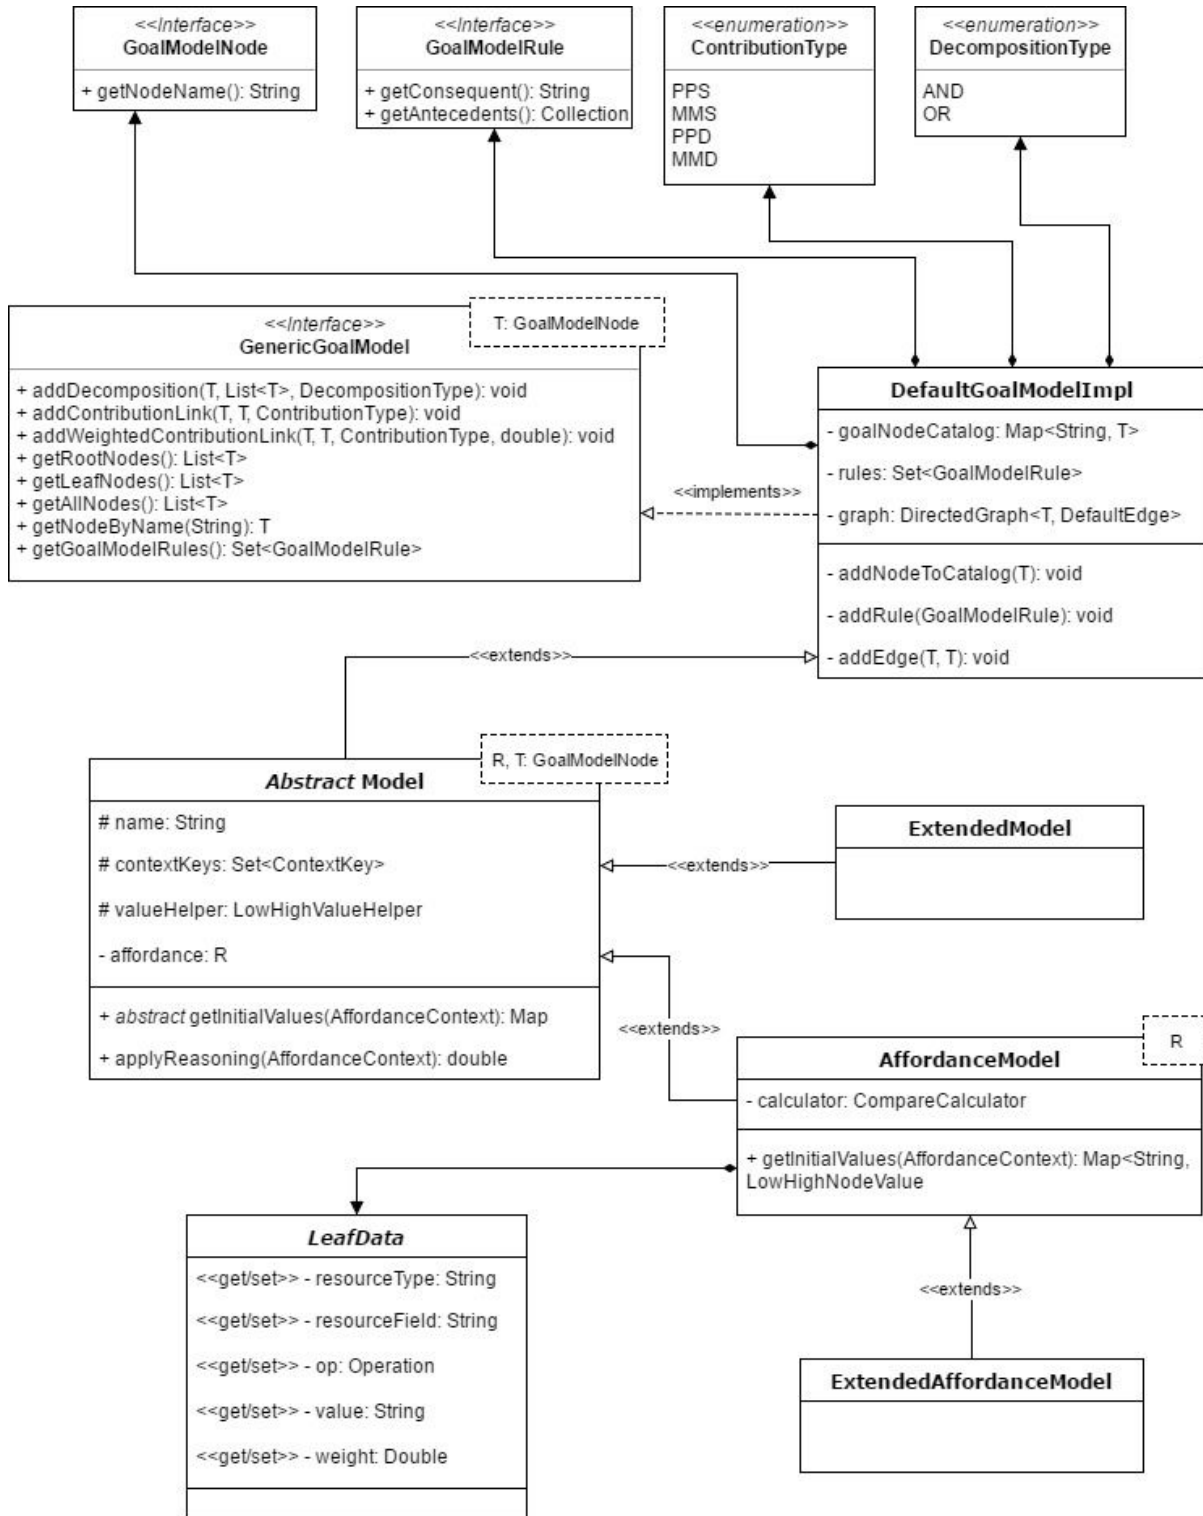 <<Interface>>
GoalModelNode
+ getNodeName(): String
<<Interface>>
GoalModelRule
+ getConsequent(): String
+ getAntecedents(): Collection
<<enumeration>>
ContributionType
PPS
MMS
PPD
MMD
<<enumeration>>
DecompositionType
AND
OR
T: GoalModelNode
<<Interface>>
GenericGoalModel
+ addDecomposition(T, List<T>, DecompositionType): void
+ addContributionLink(T, T, ContributionType): void
+ addWeightedContributionLink(T, T, ContributionType, double): void
+ getRootNodes(): List<T>
+ getLeafNodes(): List<T>
+ getAllNodes(): List<T>
+ getNodeByName(String): T
+ getGoalModelRules(): Set<GoalModelRule>
<<implements>>
DefaultGoalModelImpl
- goalNodeCatalog: Map<String, T>
- rules: Set<GoalModelRule>
- graph: DirectedGraph<T, DefaultEdge>
- addNodeToCatalog(T): void
- addRule(GoalModelRule): void
- addEdge(T, T): void
<<extends>>
R, T: GoalModelNode
Abstract Model
# name: String
# contextKeys: Set<ContextKey>
# valueHelper: LowHighValueHelper
- affordance: R
+ abstract getInitialValues(AffordanceContext): Map
+ applyReasoning(AffordanceContext): double
<<extends>>
ExtendedModel
<<extends>>
R
AffordanceModel
- calculator: CompareCalculator
+ getInitialValues(AffordanceContext): Map<String,
LowHighNodeValue
LeafData
<<get/set>> - resourceType: String
<<get/set>> - resourceField: String
<<get/set>> - op: Operation
<<get/set>> - value: String
<<get/set>> - weight: Double
<<extends>>
ExtendedAffordanceModel